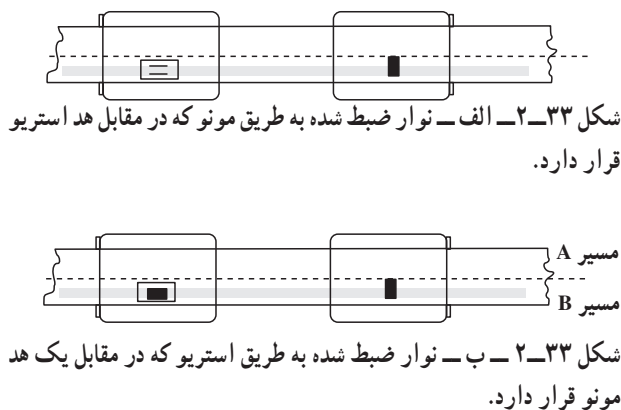 شکل ۳۳ــ۲ــ الف ــ نوار ضبط شده به طریق مونو که در مقابل هد استریو
قرار دارد.
مسیر A
مسیر B
شکل ۳۳ــ۲ ــ ب ــ نوار ضبط شده به طریق استریو که در مقابل یک هد
مونو قرار دارد.